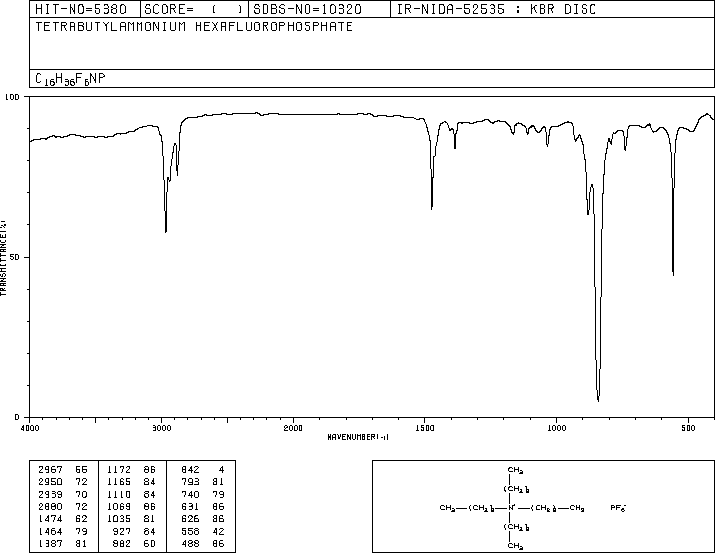 HIT-NO=5380 SCORE= ( ) SDBS-NO=10320 IR-NIDA-52535 : KBR DISC
TETRABUTYLAMMONIUM HEXAFLUOROPHOSPHATE
C16H36F6NP
100
50
0
TRANSMITTANCE(%)
4000 3000 2000 1500 1000 500
WAVENUMBER(-1)
2967 66 1172 86 842 4
2950 72 1165 84 793 81
2939 70 1110 84 740 79
2880 72 1069 86 631 86
1474 62 1035 81 626 86
1464 79 927 84 558 42
1387 81 882 60 488 86
CH3
(CH2)3
CH3—(CH2)3—N+—(CH2)3—CH3 PF6-
(CH2)3
CH3